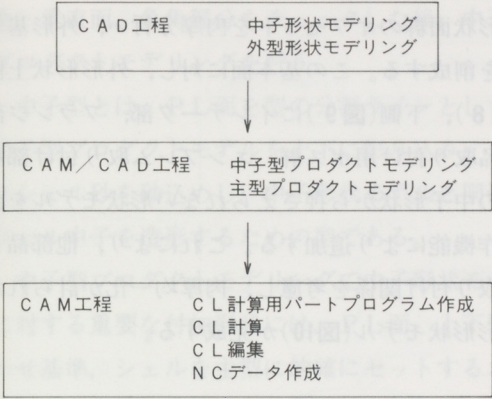 CAD工程 中子形状モデリング
外型形状モデリング
CAM/CAD工程 中子型プロダクトモデリング
主型プロダクトモデリング
CAM工程 CL計算用パートプログラム作成
CL計算
CL編集
NCデータ作成